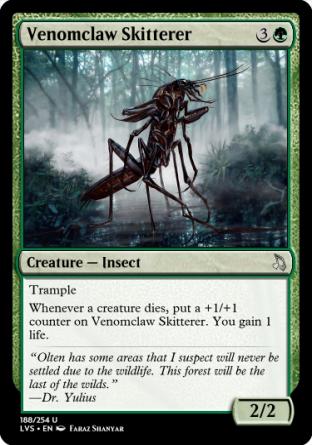 Venomclaw Skitterer 3
Creature — Insect
Trample
Whenever a creature dies, put a +1/+1
counter on Venomclaw Skitterer. You gain 1
life.
“Olten has some areas that I suspect will never be
settled due to the wildlife. This forest will be the
last of the wilds.”
—Dr. Yulius
2/2
188/254 U
LVS • EN Faraz Shanyar